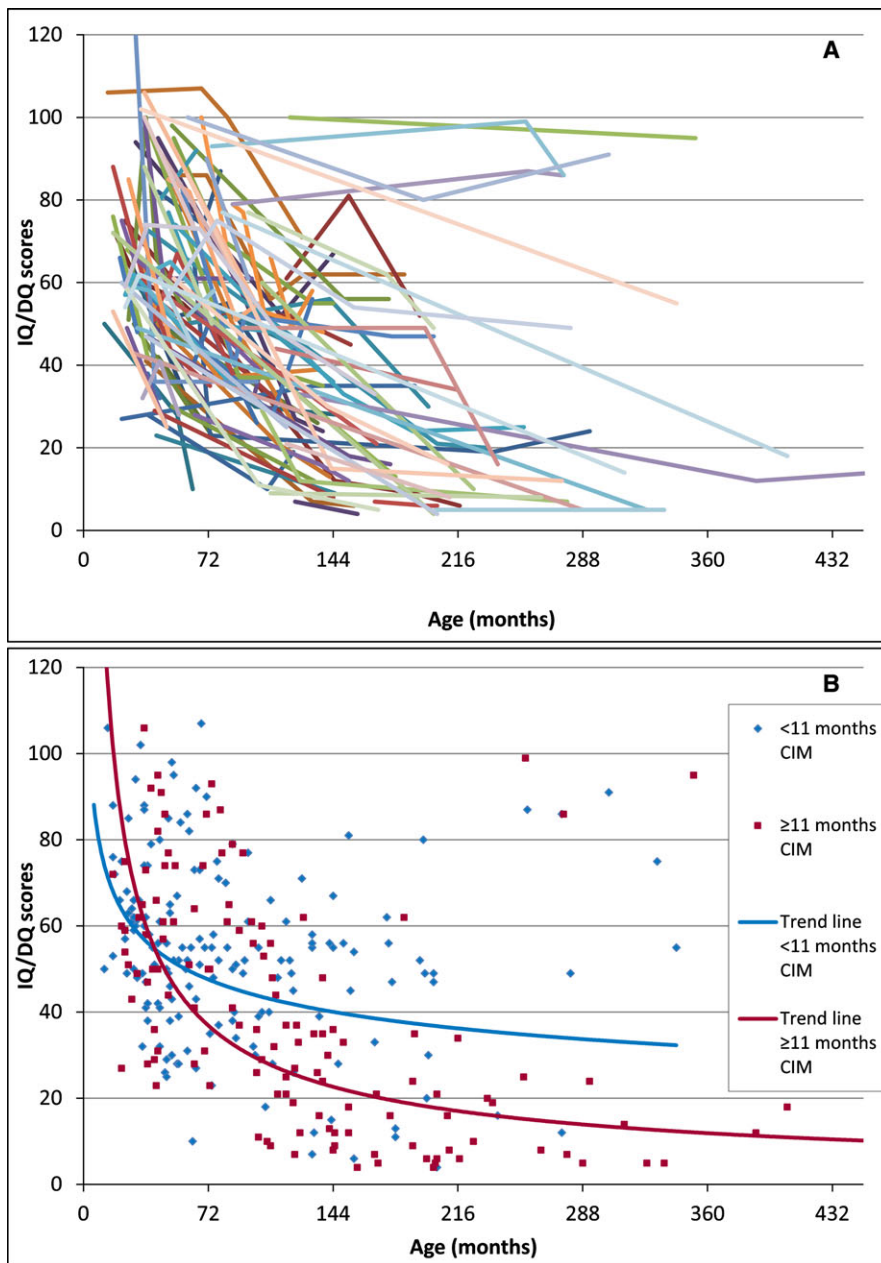 A
120
100
80
60
40
20
0
IQ/DQ scores
0 72 144 216 288 360 432
Age (months)
B
120
100
80
60
40
20
0
IQ/DQ scores
<11 months
CIM
≥11 months
CIM
Trend line
<11 months
CIM
Trend line
≥11 months
CIM
0 72 144 216 288 360 432
Age (months)